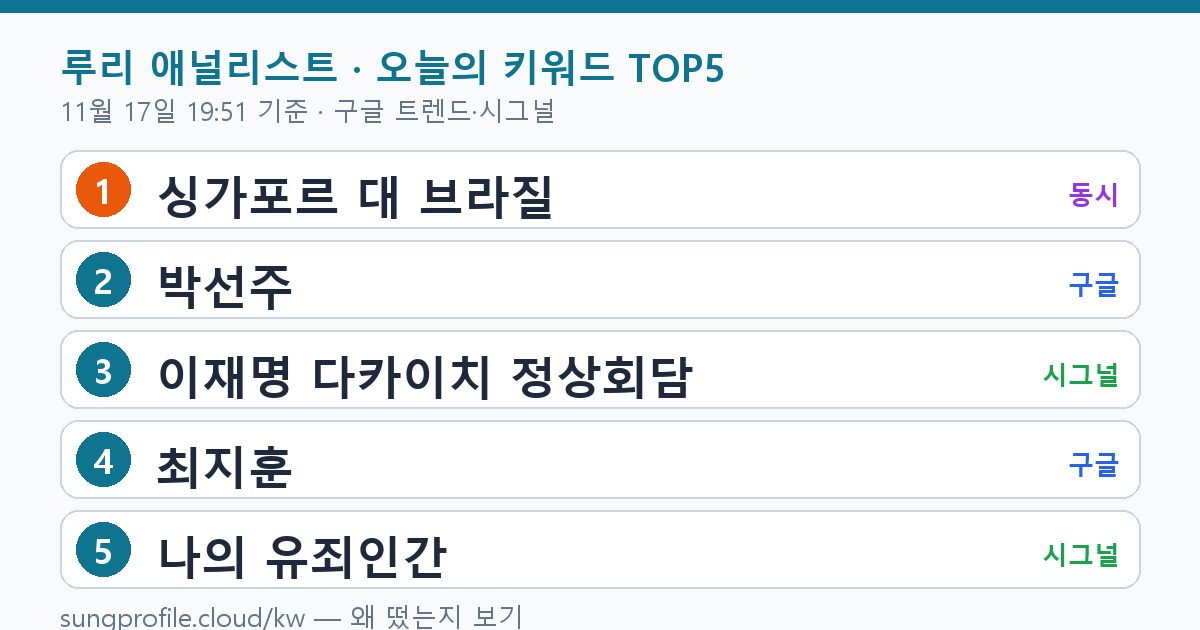 루리 애널리스트 · 오늘의 키워드 TOP5
11월 17일 19:51 기준 · 구글 트렌드·시그널
1 싱가포르 대 브라질 동시
2 박선주 구글
3 이재명 다카이치 정상회담 시그널
4 최지훈 구글
5 나의 유죄인간 시그널
sungprofile.cloud/kw — 왜 떴는지 보기